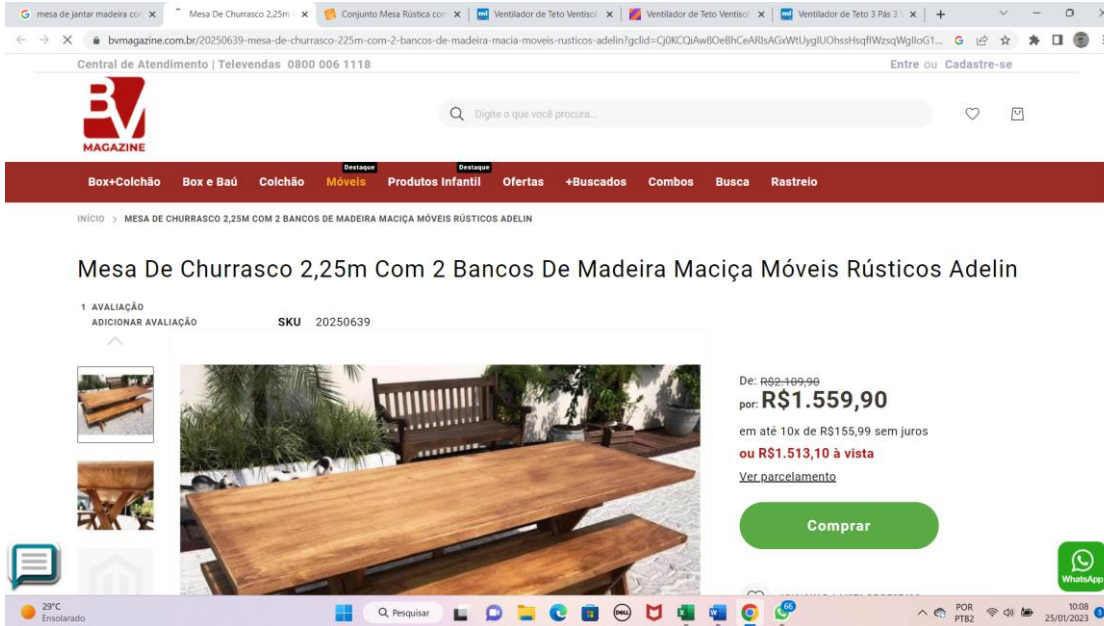 mesa de jantar madeira co
Mesa De Churrasco 2,25m
Conjunto Mesa Rústica com
Ventilador de Teto Ventisol
Ventilador de Teto Ventisol
Ventilador de Teto 3 Pás 3
bvmagazine.com.br/20250639-mesa-de-churrasco-225m-com-2-bancos-de-madeira-macia-moveis-rusticos-adelin?gclid=
Central de Atendimento | Televendas 0800 006 1118
Entre ou Cadastre-se
BV
MAGAZINE
Digite o que você procura...
Destaque
Destaque
Box+Colchão Box e Baú Colchão Móveis Produtos Infantil Ofertas +Buscados Combos Busca Rastreio
INÍCIO > MESA DE CHURRASCO 2,25M COM 2 BANCOS DE MADEIRA MACIÇA MÓVEIS RÚSTICOS ADELIN
Mesa De Churrasco 2,25m Com 2 Bancos De Madeira Maciça Móveis Rústicos Adelin
1 AVALIAÇÃO
ADICIONAR AVALIAÇÃO
SKU 20250639
De: R$2.109,90
por: R$1.559,90
em até 10x de R$155,99 sem juros
ou R$1.513,10 à vista
Ver parcelamento
Comprar
WhatsApp
29°C
Ensolarado
Pesquisar
DELL
66
POR
PTB2
10:08
25/01/2023
3